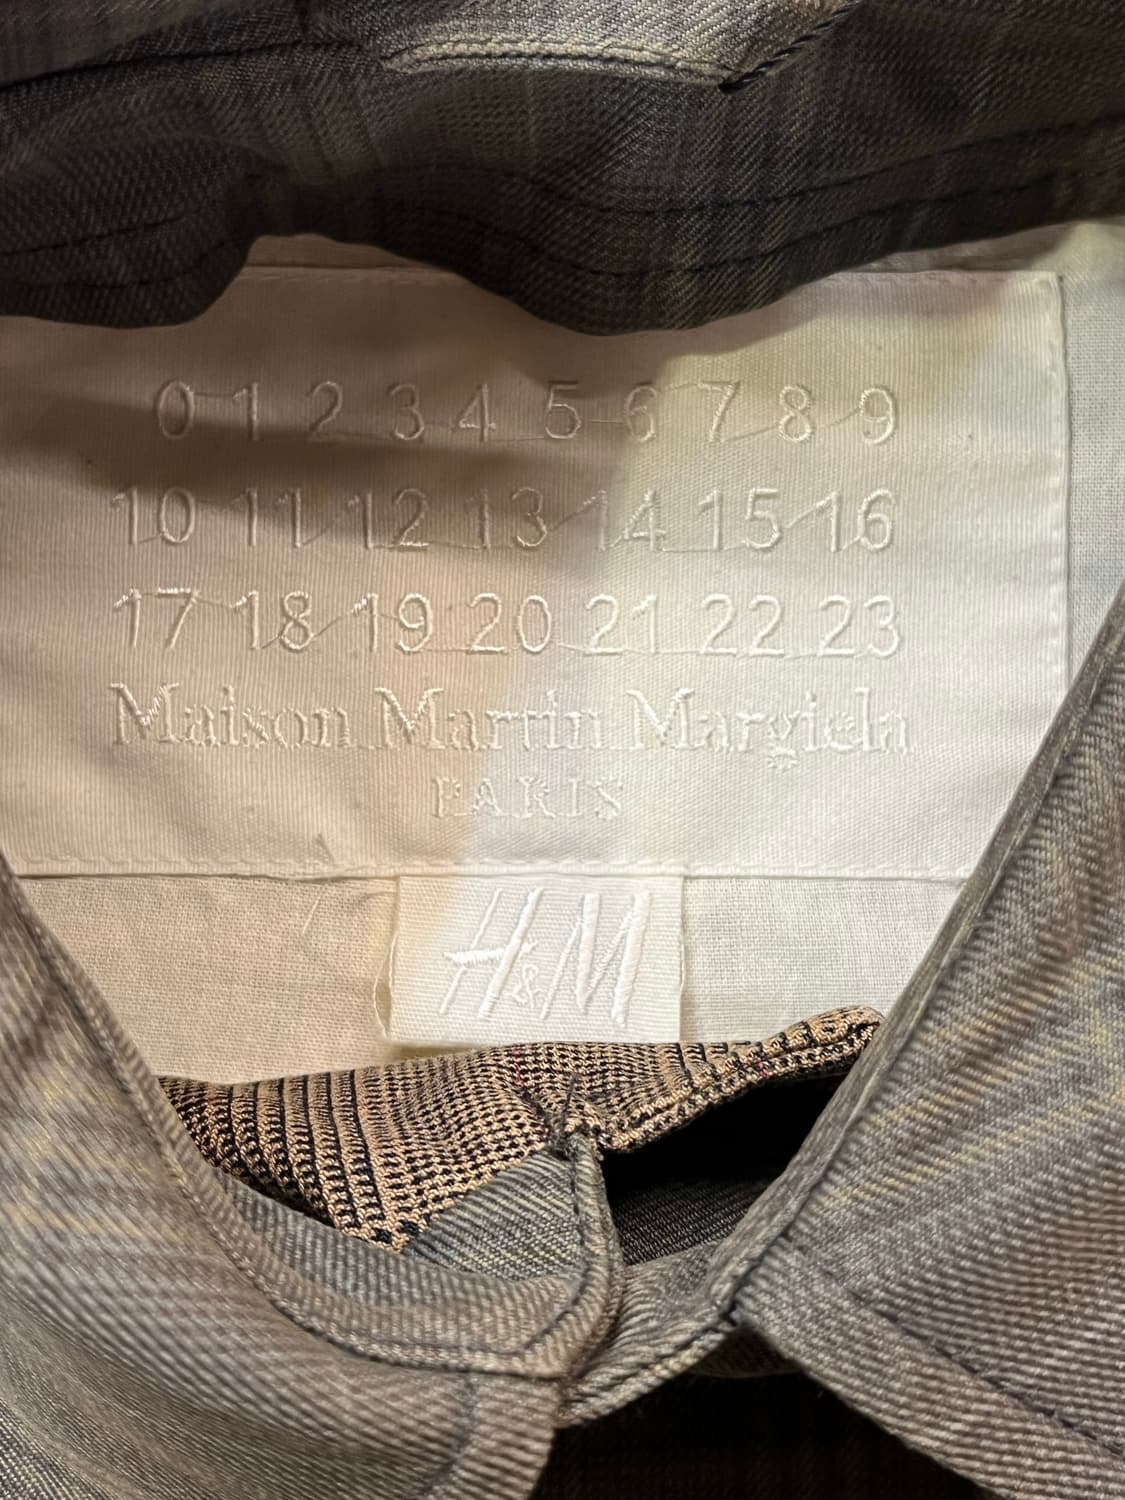 0 1 2 3 4 5 6 7 8 9
10 11 12 13 14 15 16
17 18 19 20 21 22 23
Maison Martin Margiela
PARIS
H&M